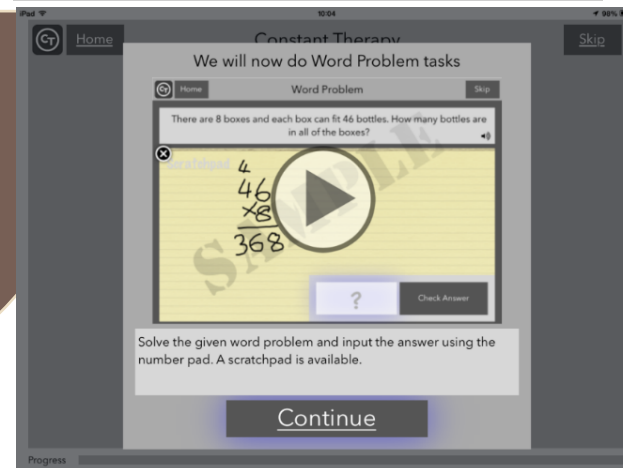 iPad 10:04 98%
CT Home Constant Therapy Skip
We will now do Word Problem tasks
CT Home Word Problem Skip
There are 8 boxes and each box can fit 46 bottles. How many bottles are
in all of the boxes?
Scratchpad
4
46
×8
368
SAMPLE
? Check Answer
Solve the given word problem and input the answer using the
number pad. A scratchpad is available.
Continue
Progress